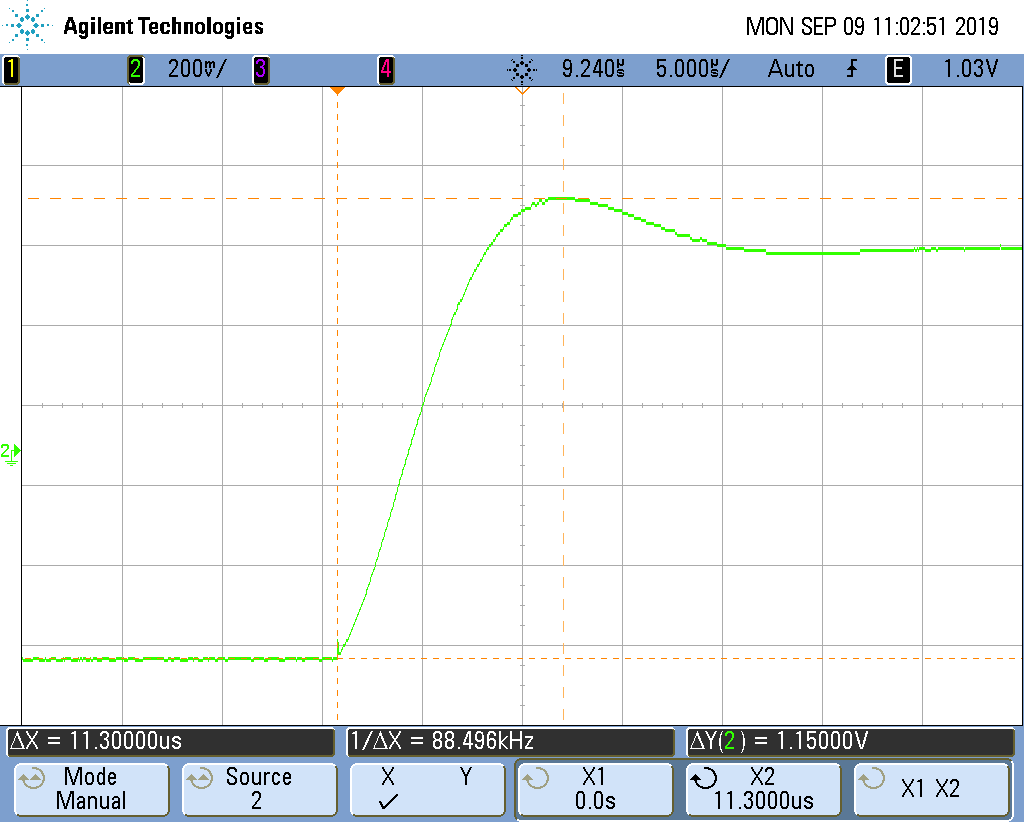 Agilent Technologies
MON SEP 09 11:02:51 2019
1 2 200mV/ 3 4 9.240µs 5.000µs/ Auto E 1.03V
2
ΔX = 11.30000us 1/ΔX = 88.496kHz ΔY(2) = 1.15000V
Mode Source X Y X1 X2 X1 X2
Manual 2 0.0s 11.3000us